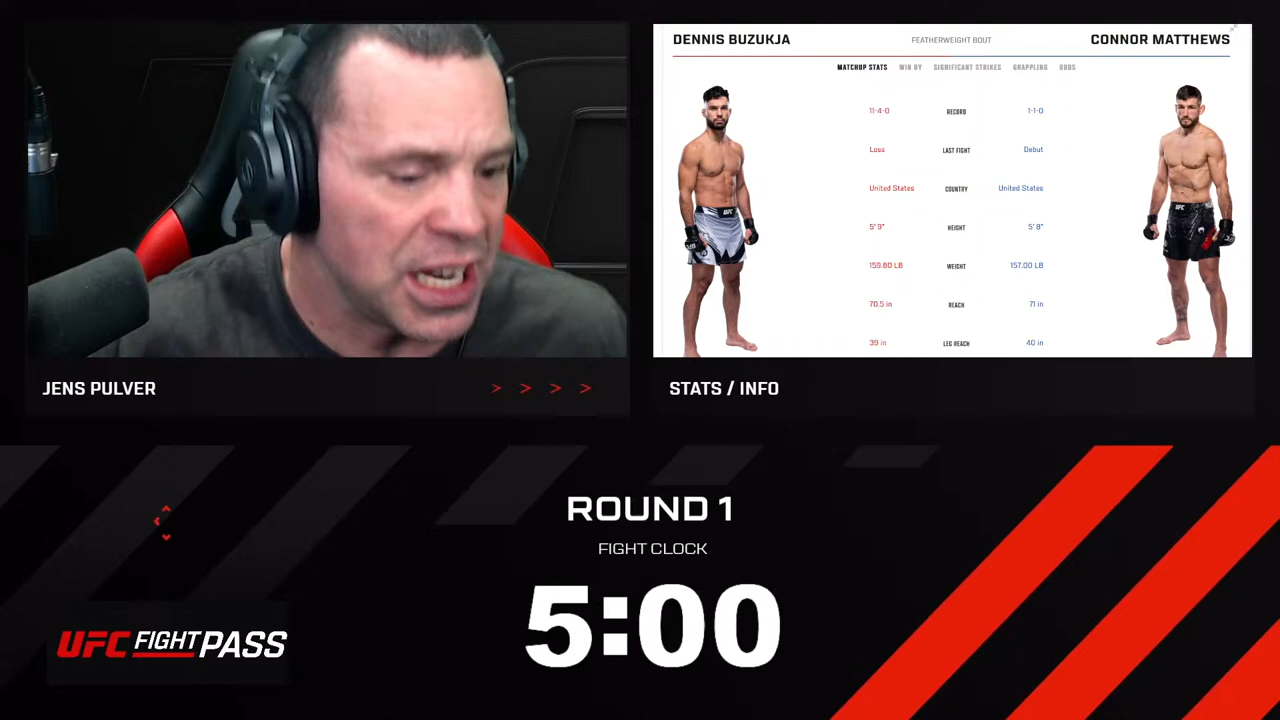 DENNIS BUZUKJA FEATHERWEIGHT BOUT CONNOR MATTHEWS
MATCHUP STATS WIN BY SIGNIFICANT STRIKES GRAPPLING ODDS
11-4-0 RECORD 1-1-0
Loss LAST FIGHT Debut
United States COUNTRY United States
5' 9" HEIGHT 5' 8"
159.80 LB WEIGHT 157.00 LB
70.5 in REACH 71 in
39 in LEG REACH 40 in
JENS PULVER > > > >
STATS / INFO
ROUND 1
FIGHT CLOCK
5:00
UFC FIGHT PASS